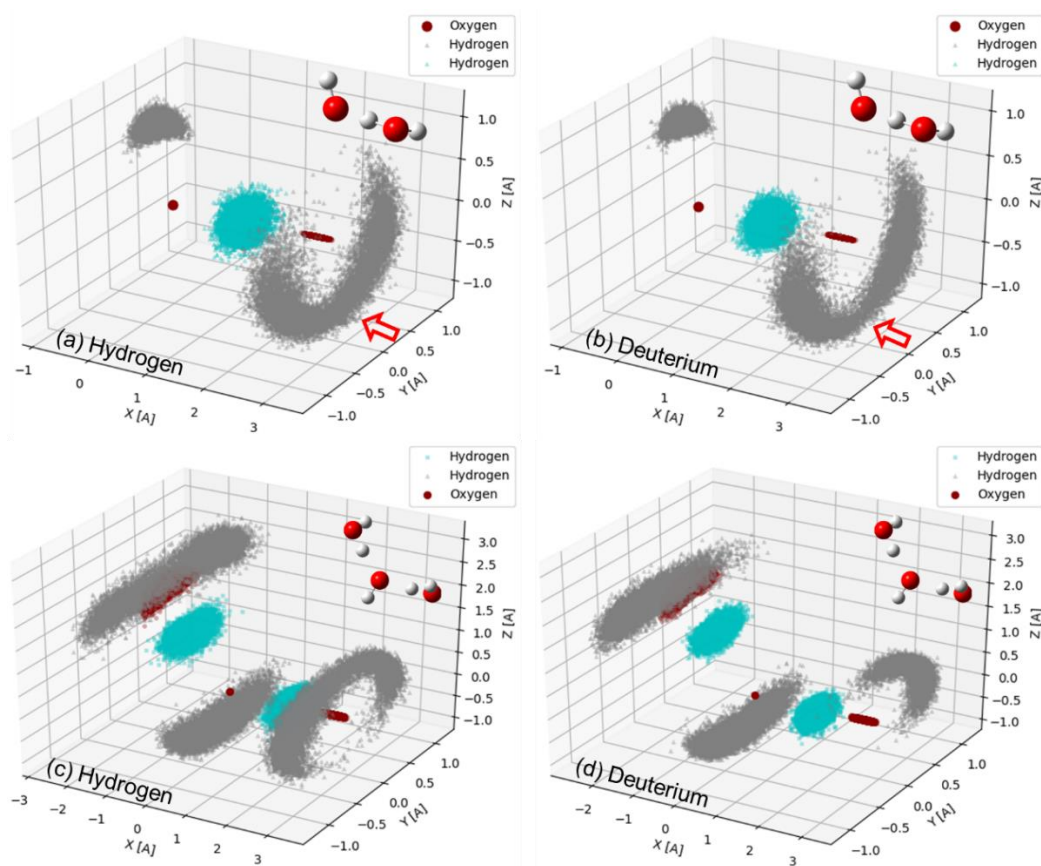 Oxygen
Hydrogen
Hydrogen
1.0
0.5
0.0
−0.5
−1.0
Z [A]
1.0
0.5
0.0
−0.5
−1.0
Y [A]
−1
0
1
2
3
X [A]
(a) Hydrogen
Oxygen
Hydrogen
Hydrogen
1.0
0.5
0.0
−0.5
−1.0
Z [A]
1.0
0.5
0.0
−0.5
−1.0
Y [A]
−1
0
1
2
3
X [A]
(b) Deuterium
Hydrogen
Hydrogen
Oxygen
3.0
2.5
2.0
1.5
1.0
0.5
0.0
−0.5
−1.0
Z [A]
1.0
0.5
0.0
−0.5
−1.0
Y [A]
−3
−2
−1
0
1
2
3
X [A]
(c) Hydrogen
Hydrogen
Hydrogen
Oxygen
3.0
2.5
2.0
1.5
1.0
0.5
0.0
−0.5
−1.0
Z [A]
1.0
0.5
0.0
−0.5
−1.0
Y [A]
−2
−1
0
1
2
3
X [A]
(d) Deuterium